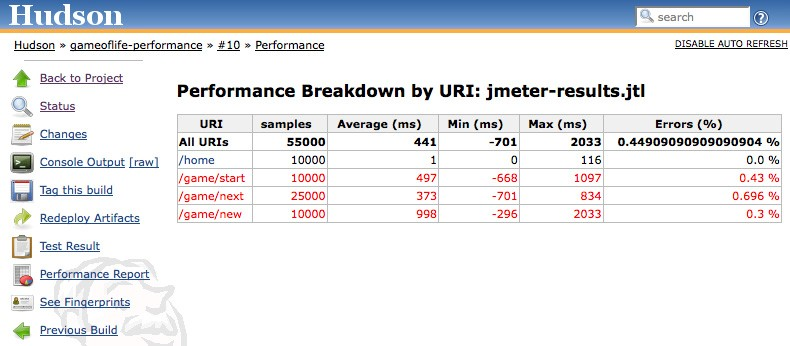 Hudson
search
Hudson » gameoflife-performance » #10 » Performance
DISABLE AUTO REFRESH
Back to Project
Status
Changes
Console Output [raw]
Tag this build
Redeploy Artifacts
Test Result
Performance Report
See Fingerprints
Previous Build
Performance Breakdown by URI: jmeter-results.jtl
URI samples Average (ms) Min (ms) Max (ms) Errors (%)
All URIs 55000 441 -701 2033 0.44909090909090904 %
/home 10000 1 0 116 0.0 %
/game/start 10000 497 -668 1097 0.43 %
/game/next 25000 373 -701 834 0.696 %
/game/new 10000 998 -296 2033 0.3 %